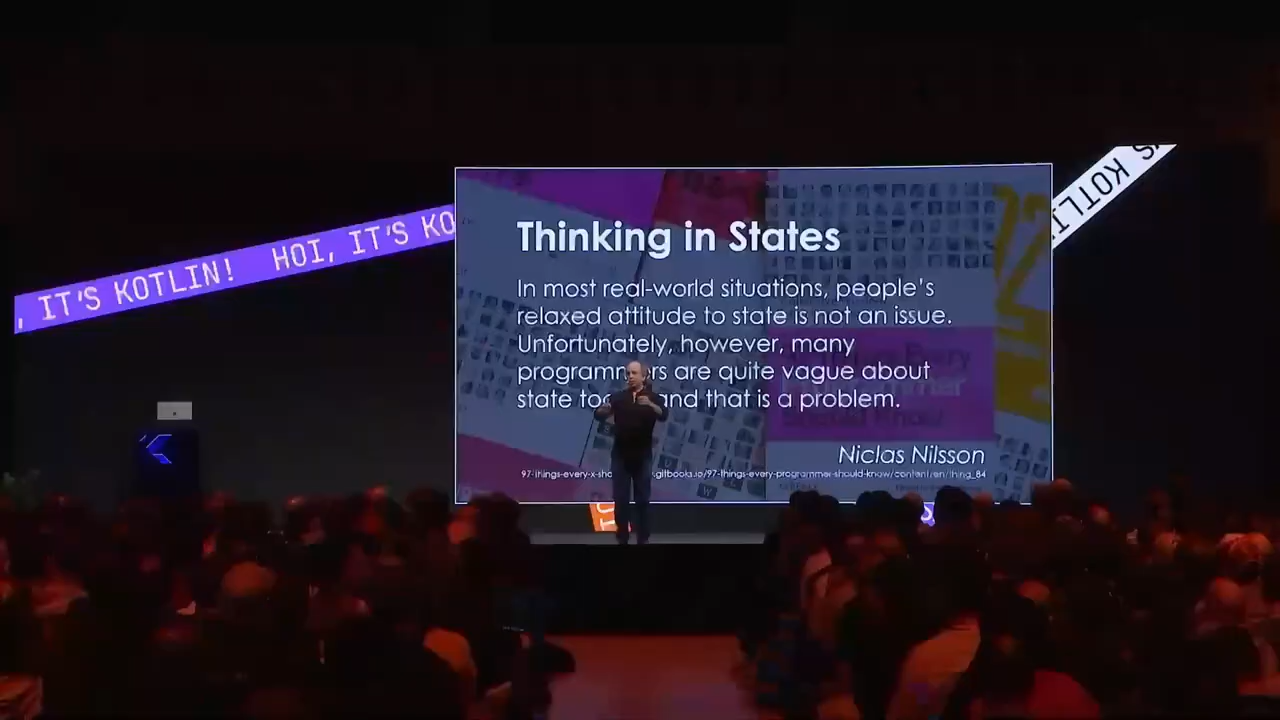 Thinking in States
In most real-world situations, people's
relaxed attitude to state is not an issue.
Unfortunately, however, many
programmers are quite vague about
state too and that is a problem.
Niclas Nilsson
, IT'S KOTLIN! HOI, IT'S KO
'S KOTLI